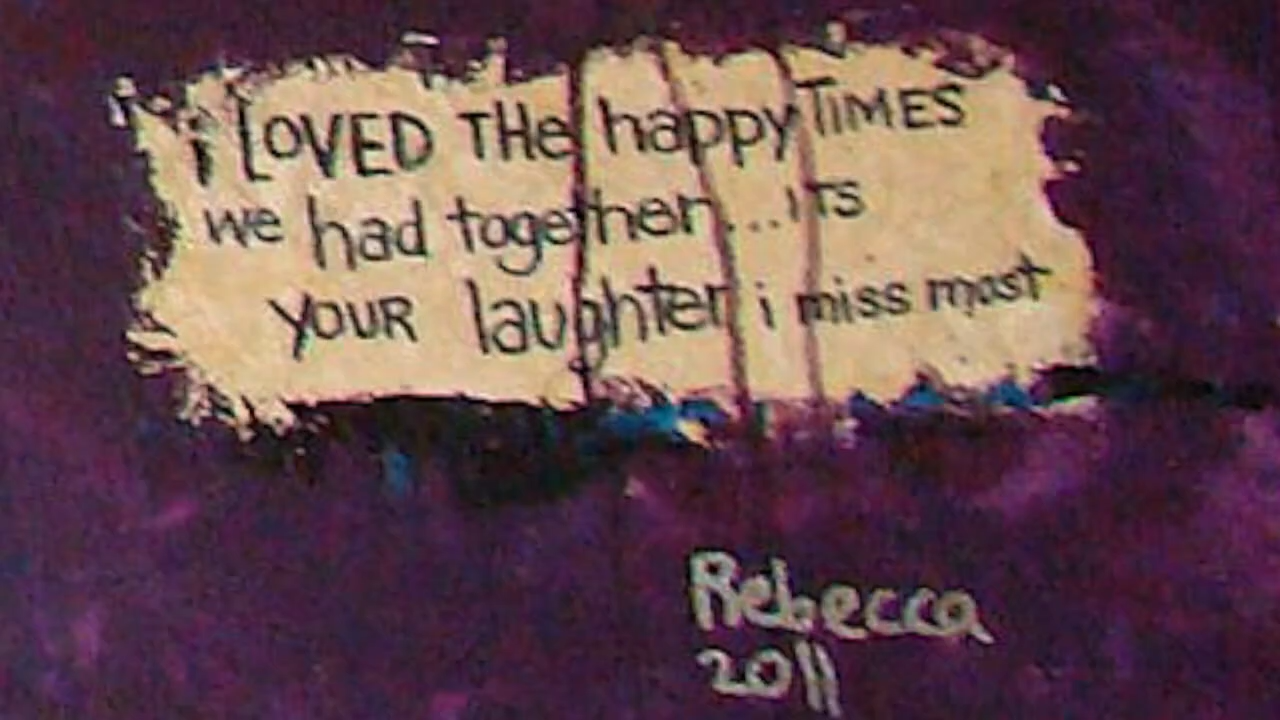 i LOVED THe happy TiMES
we had together...iTS
YOUR laughter i miss most
Rebecca
2011